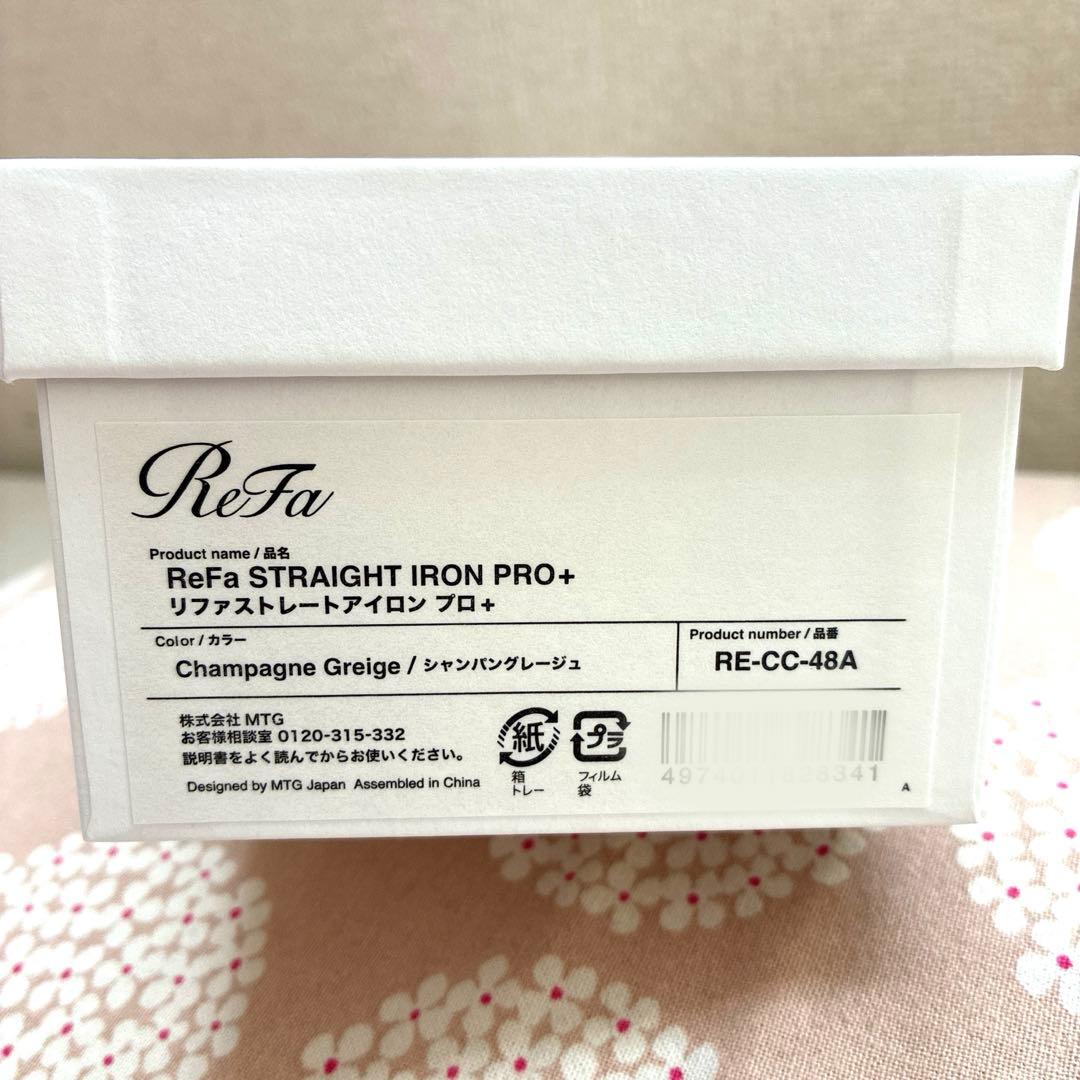 ReFa
Product name / 品名
ReFa STRAIGHT IRON PRO+
リファストレートアイロン プロ+
Color / カラー
Champagne Greige / シャンパングレージュ
Product number / 品番
RE-CC-48A
株式会社 MTG
お客様相談室 0120-315-332
説明書をよく読んでからお使いください。
Designed by MTG Japan Assembled in China
紙
箱
トレー
プラ
フィルム
袋
A